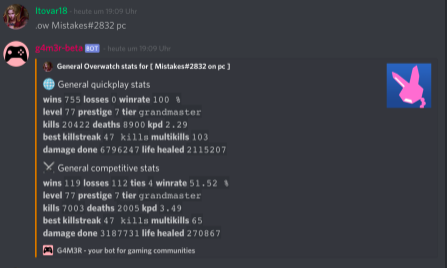 ltovar18 - heute um 19:09 Uhr
.ow Mistakes#2832 pc
g4m3r-beta BOT - heute um 19:09 Uhr
General Overwatch stats for [ Mistakes#2832 on pc ]
General quickplay stats
wins 755 losses 0 winrate 100 %
level 77 prestige 7 tier grandmaster
kills 20422 deaths 8900 kpd 2.29
best killstreak 47 kills multikills 103
damage done 6796247 life healed 2115207
General competitive stats
wins 119 losses 112 ties 4 winrate 51.52 %
level 77 prestige 7 tier grandmaster
kills 7003 deaths 2005 kpd 3.49
best killstreak 47 kills multikills 65
damage done 3187731 life healed 270867
G4M3R - your bot for gaming communities